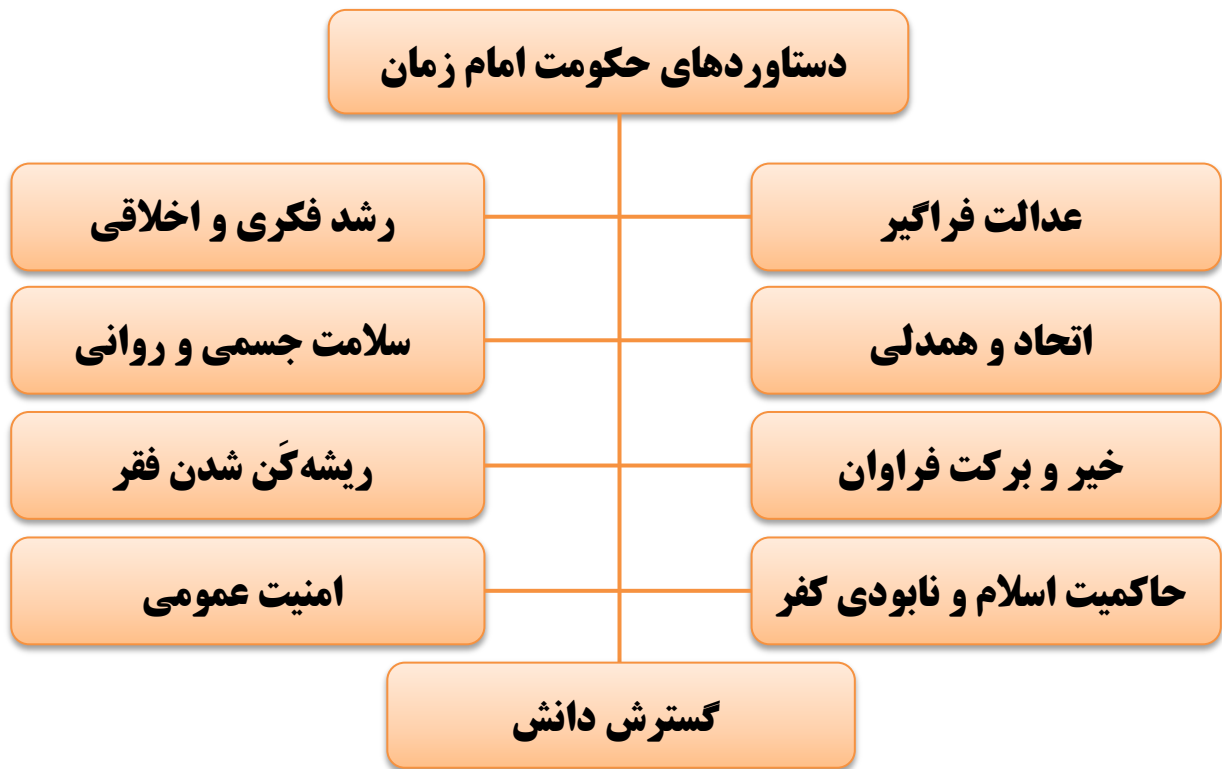 دستاوردهای حکومت امام زمان
عدالت فراگیر
رشد فکری و اخلاقی
اتحاد و همدلی
سلامت جسمی و روانی
خیر و برکت فراوان
ریشه‌کَن شدن فقر
حاکمیت اسلام و نابودی کفر
امنیت عمومی
گسترش دانش